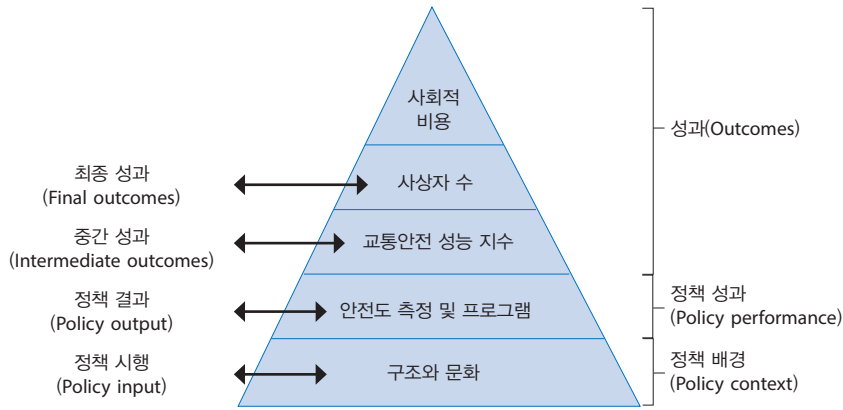 사회적
비용
성과(Outcomes)
최종 성과
(Final outcomes)
사상자 수
중간 성과
(Intermediate outcomes)
교통안전 성능 지수
정책 결과
(Policy output)
안전도 측정 및 프로그램
정책 성과
(Policy performance)
정책 시행
(Policy input)
구조와 문화
정책 배경
(Policy context)